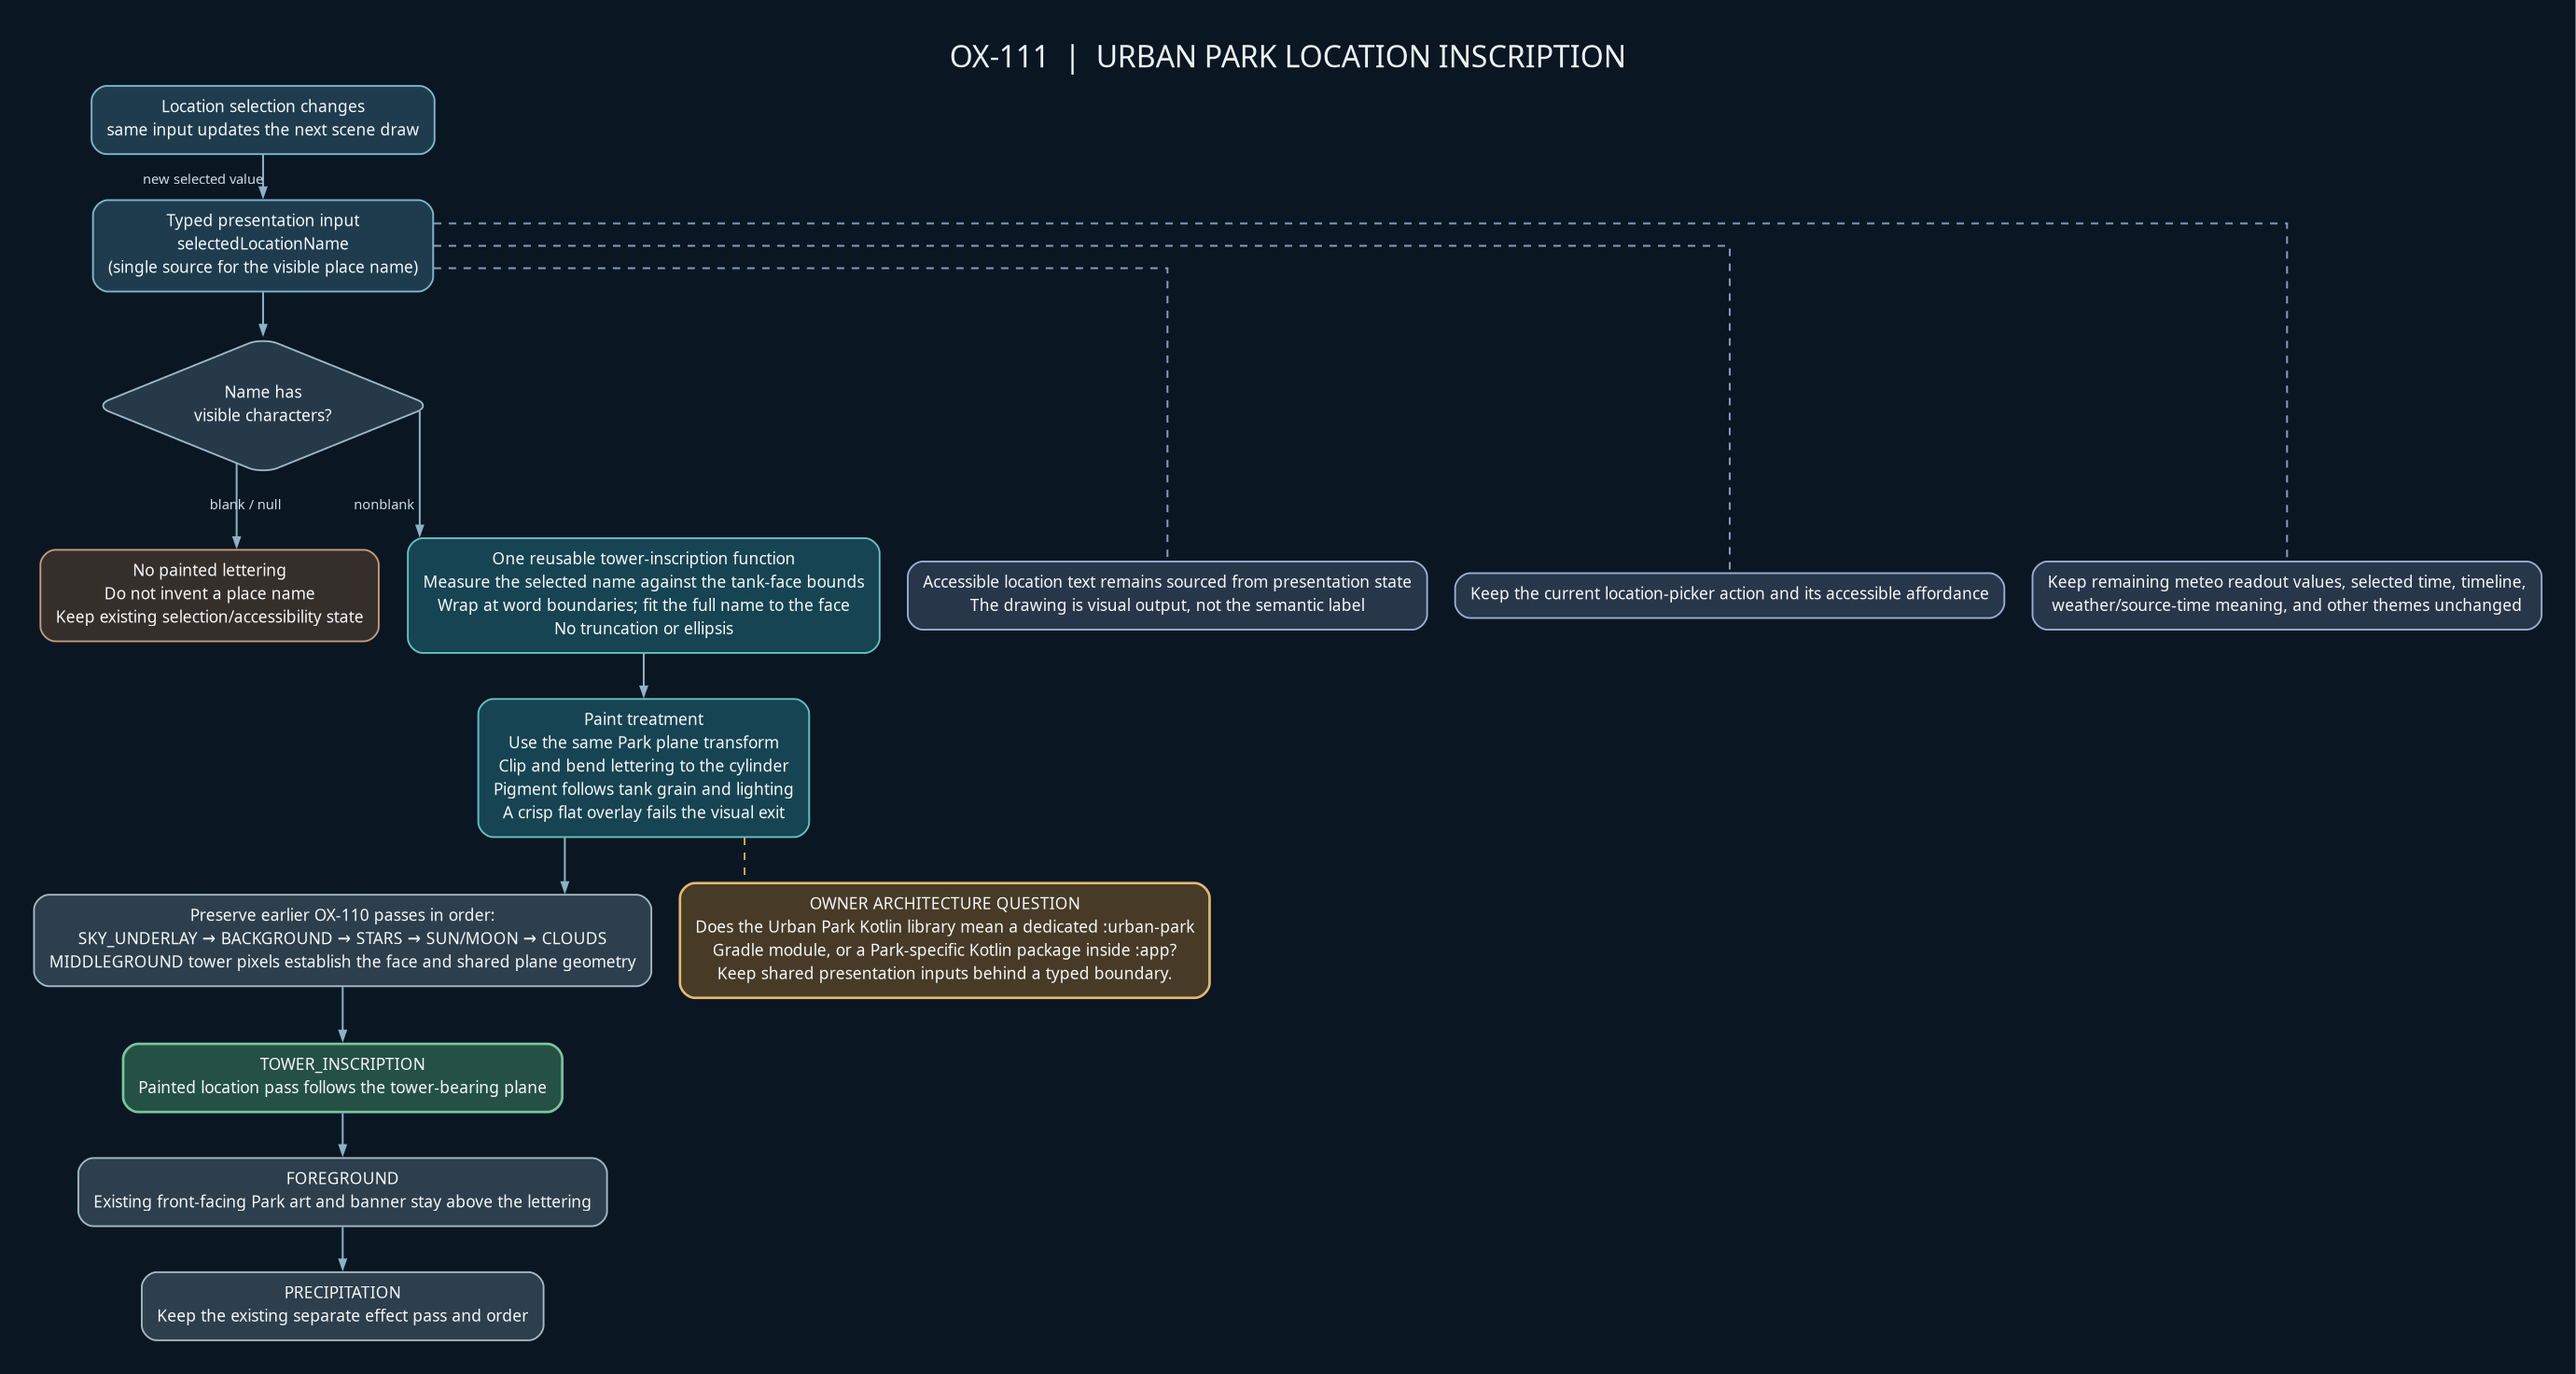 OX-111 | URBAN PARK LOCATION INSCRIPTION
Location selection changes
same input updates the next scene draw
new selected value
Typed presentation input
selectedLocationName
(single source for the visible place name)
Name has
visible characters?
blank / null
nonblank
No painted lettering
Do not invent a place name
Keep existing selection/accessibility state
One reusable tower-inscription function
Measure the selected name against the tank-face bounds
Wrap at word boundaries; fit the full name to the face
No truncation or ellipsis
Accessible location text remains sourced from presentation state
The drawing is visual output, not the semantic label
Keep the current location-picker action and its accessible affordance
Keep remaining meteo readout values, selected time, timeline,
weather/source-time meaning, and other themes unchanged
Paint treatment
Use the same Park plane transform
Clip and bend lettering to the cylinder
Pigment follows tank grain and lighting
A crisp flat overlay fails the visual exit
Preserve earlier OX-110 passes in order:
SKY_UNDERLAY → BACKGROUND → STARS → SUN/MOON → CLOUDS
MIDDLEGROUND tower pixels establish the face and shared plane geometry
OWNER ARCHITECTURE QUESTION
Does the Urban Park Kotlin library mean a dedicated :urban-park
Gradle module, or a Park-specific Kotlin package inside :app?
Keep shared presentation inputs behind a typed boundary.
TOWER_INSCRIPTION
Painted location pass follows the tower-bearing plane
FOREGROUND
Existing front-facing Park art and banner stay above the lettering
PRECIPITATION
Keep the existing separate effect pass and order